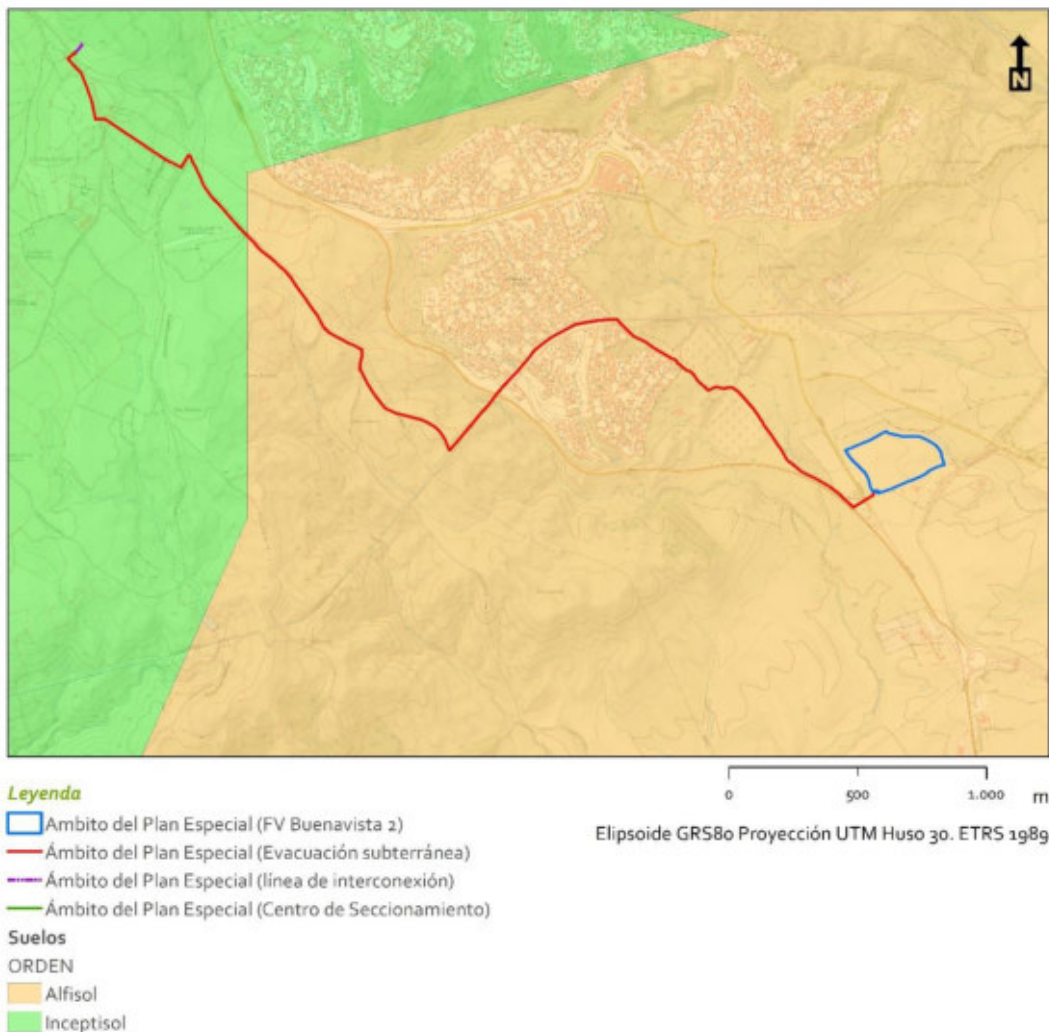 N
0 500 1.000 m
Elipsoide GRS80 Proyección UTM Huso 30. ETRS 1989
Leyenda
Ambito del Plan Especial (FV Buenavista 2)
Ámbito del Plan Especial (Evacuación subterránea)
Ámbito del Plan Especial (línea de interconexión)
Ámbito del Plan Especial (Centro de Seccionamiento)
Suelos
ORDEN
Alfisol
Inceptisol